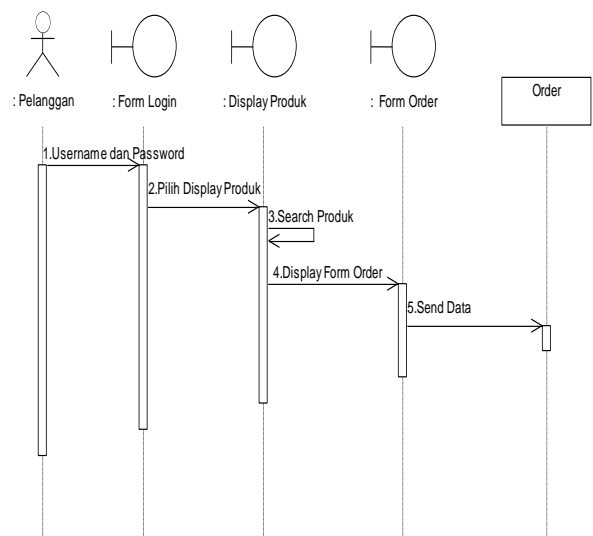 : Pelanggan
: Form Login
: Display Produk
: Form Order
Order
1.Username dan Password
2.Pilih Display Produk
3.Search Produk
4.Display Form Order
5.Send Data